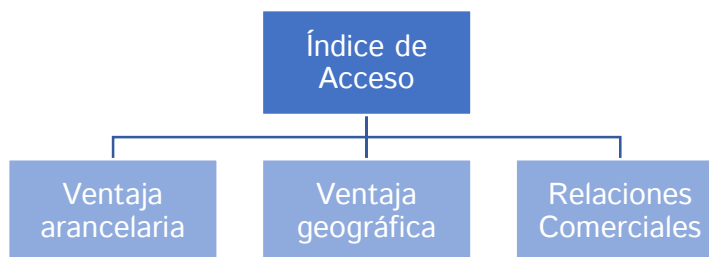 Índice de
Acceso
Ventaja
arancelaria
Ventaja
geográfica
Relaciones
Comerciales